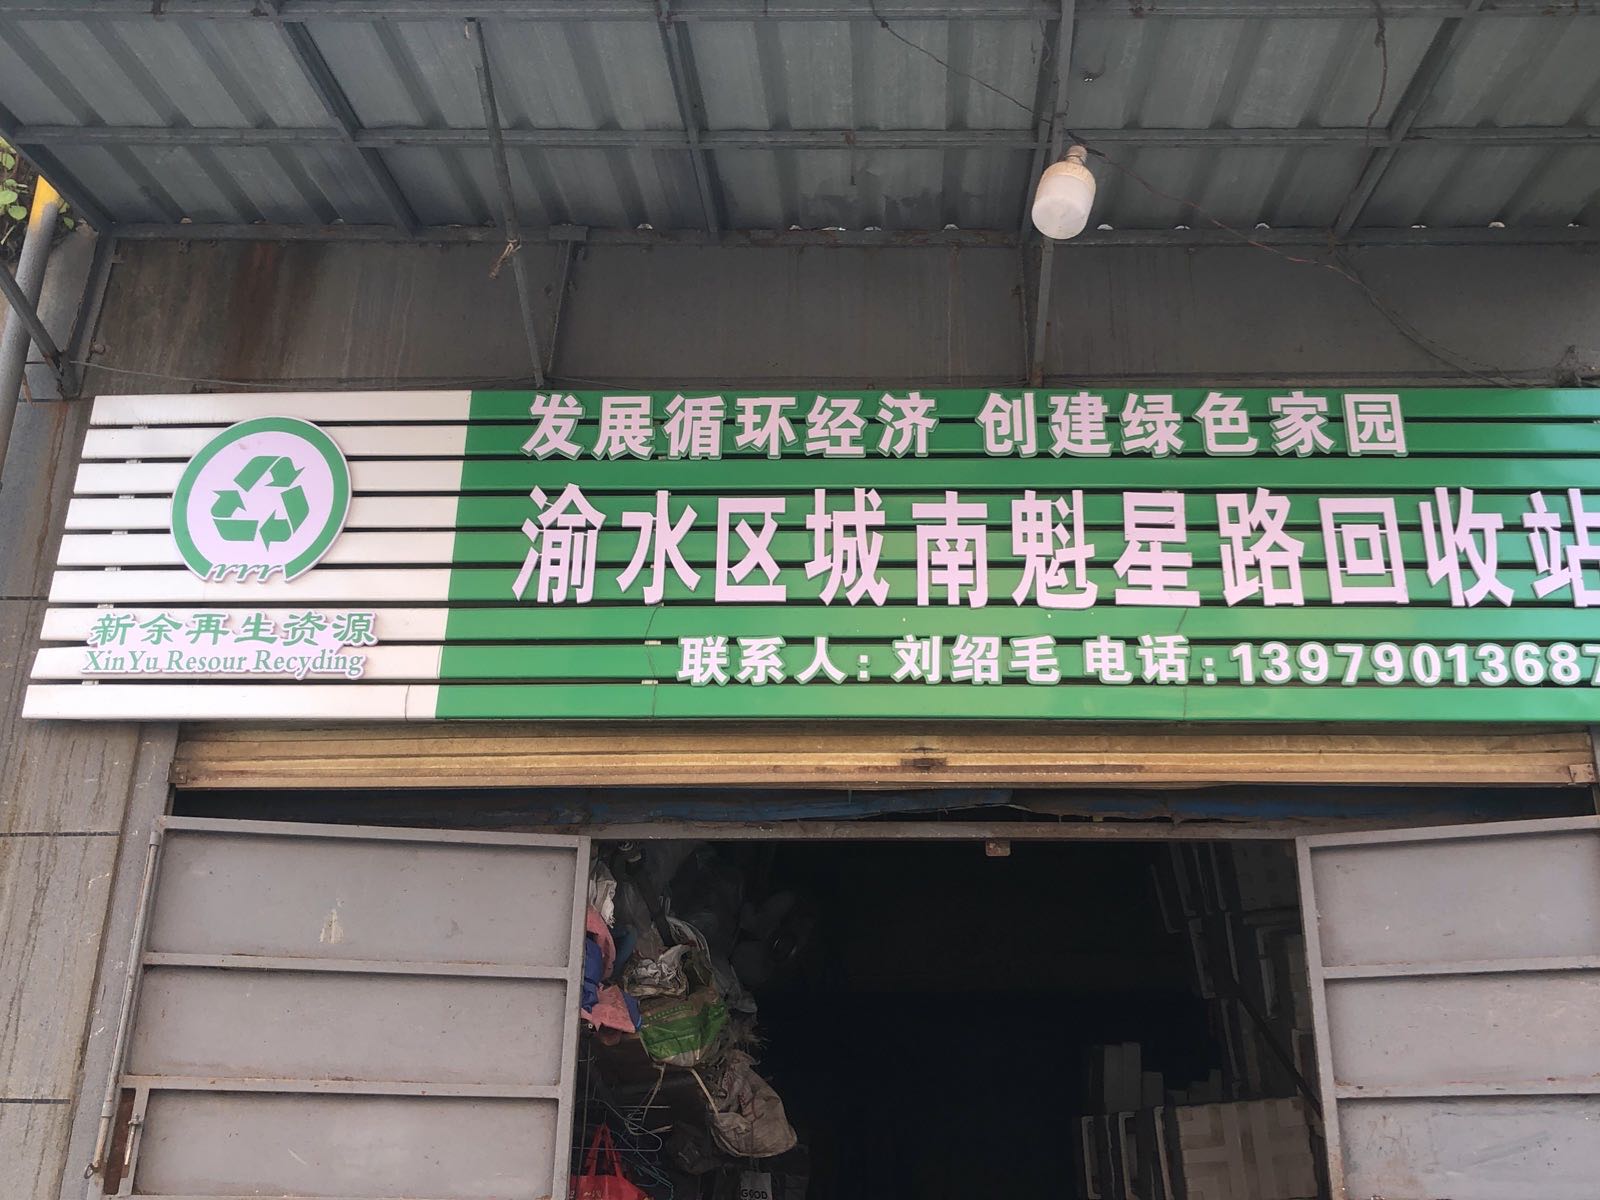 发展循环经济 创建绿色家园
渝水区城南魁星路回收站
联系人:刘绍毛 电话:13979013687
rrr
新余再生资源
XinYu Resour Recyding
GOOD